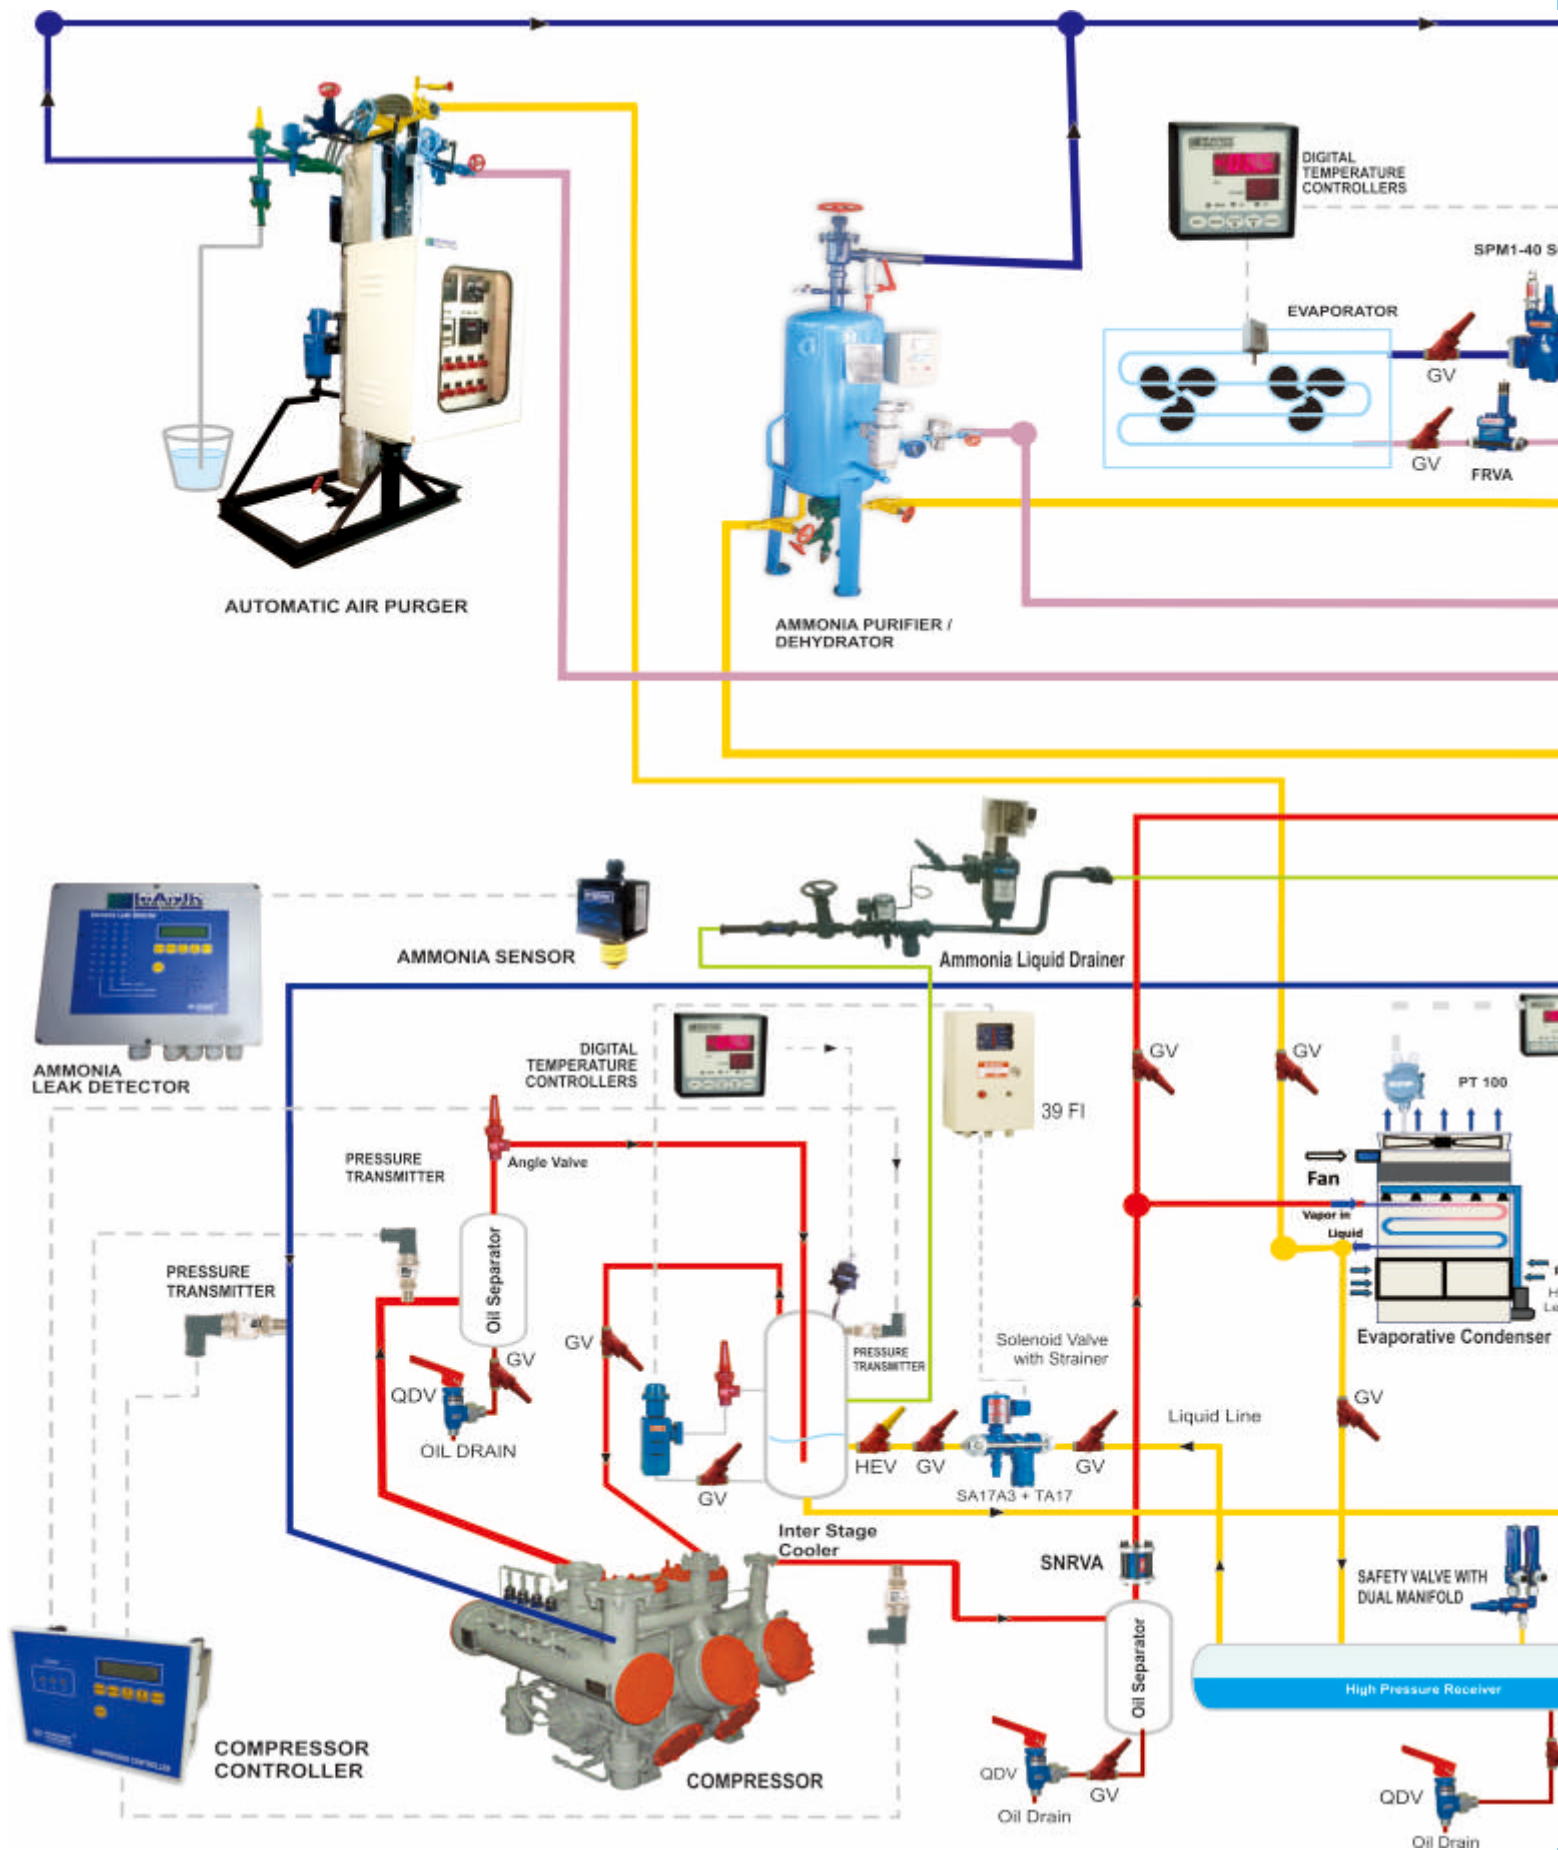 DIGITAL
TEMPERATURE
CONTROLLERS
SPM1-40 S
EVAPORATOR
GV
GV
FRVA
AUTOMATIC AIR PURGER
AMMONIA PURIFIER /
DEHYDRATOR
AMMONIA SENSOR
Ammonia Liquid Drainer
AMMONIA
LEAK DETECTOR
DIGITAL
TEMPERATURE
CONTROLLERS
39 FI
GV
GV
PT 100
Angle Valve
PRESSURE
TRANSMITTER
Fan
Vapor in
Liquid
Oil Separator
PRESSURE
TRANSMITTER
Evaporative Condenser
Solenoid Valve
with Strainer
PRESSURE
TRANSMITTER
GV
GV
QDV
OIL DRAIN
GV
Liquid Line
HEV
GV
GV
GV
SA17A3 + TA17
Inter Stage
Cooler
SNRVA
SAFETY VALVE WITH
DUAL MANIFOLD
Oil Separator
High Pressure Receiver
COMPRESSOR
CONTROLLER
COMPRESSOR
QDV
GV
Oil Drain
QDV
Oil Drain